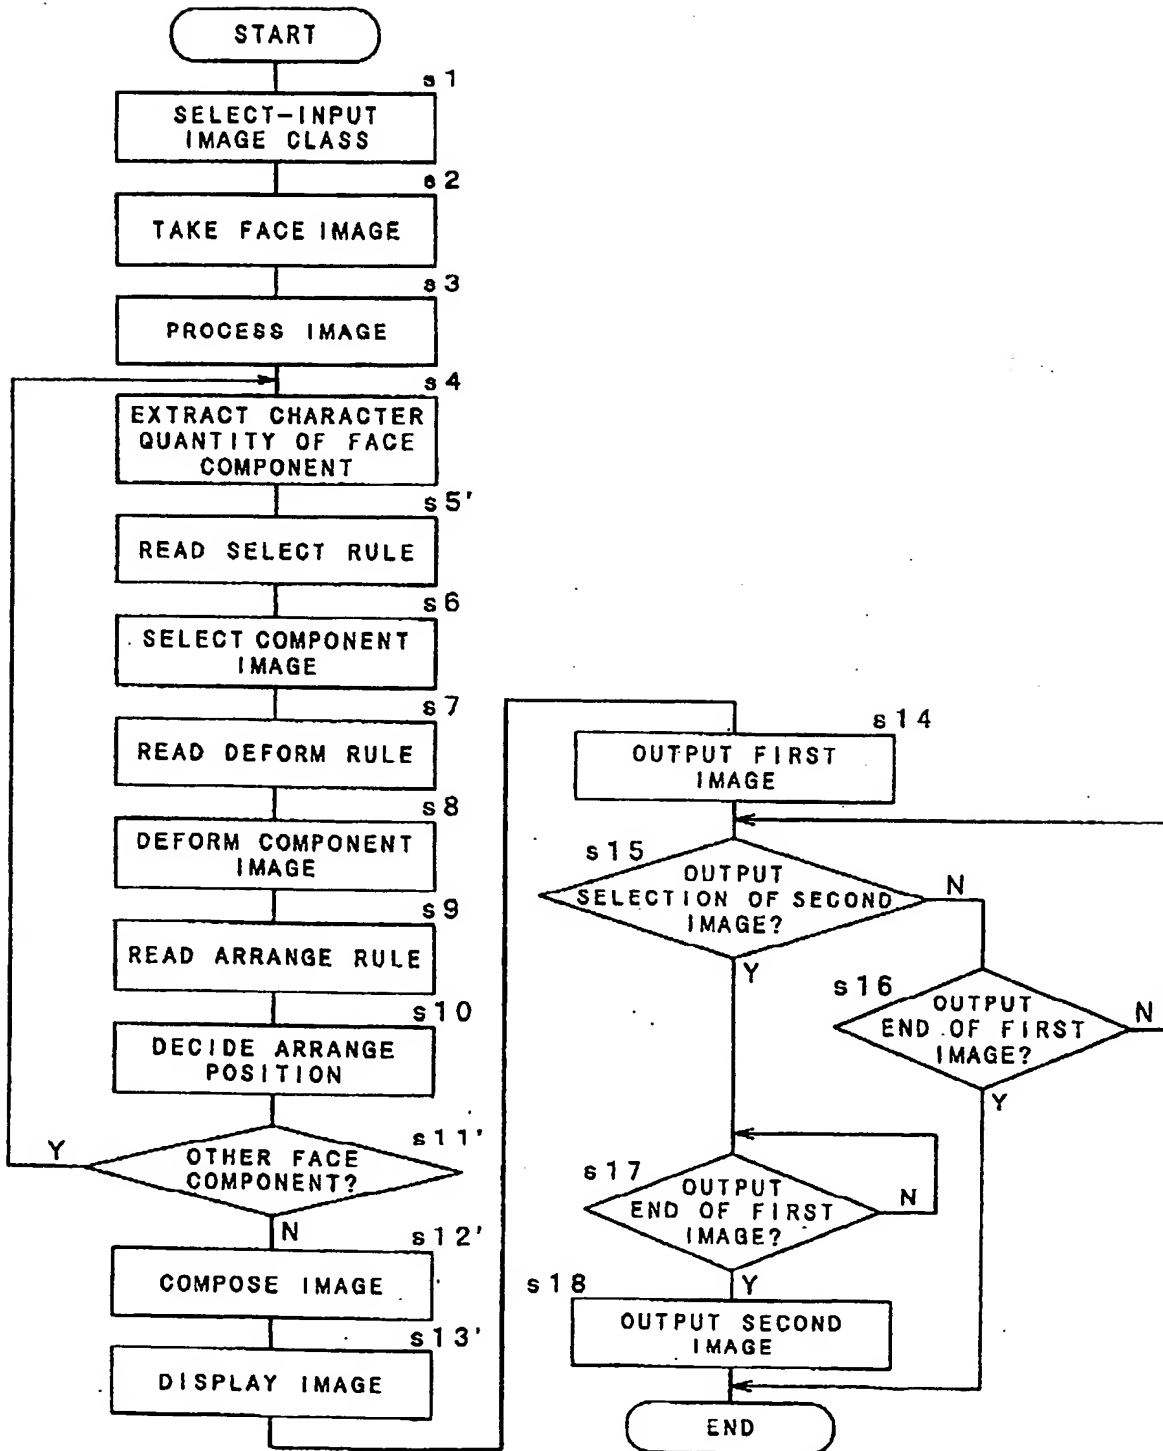 START
s1
SELECT-INPUT
IMAGE CLASS
s2
TAKE FACE IMAGE
s3
PROCESS IMAGE
s4
EXTRACT CHARACTER
QUANTITY OF FACE
COMPONENT
s5'
READ SELECT RULE
s6
SELECT COMPONENT
IMAGE
s7
READ DEFORM RULE
s8
DEFORM COMPONENT
IMAGE
s9
READ ARRANGE RULE
s10
DECIDE ARRANGE
POSITION
s11'
Y
OTHER FACE
COMPONENT?
N
s12'
COMPOSE IMAGE
s13'
DISPLAY IMAGE
s14
OUTPUT FIRST
IMAGE
s15
OUTPUT
SELECTION OF SECOND
IMAGE?
N
Y
s16
OUTPUT
END OF FIRST
IMAGE?
N
Y
s17
OUTPUT
END OF FIRST
IMAGE?
N
Y
s18
OUTPUT SECOND
IMAGE
END